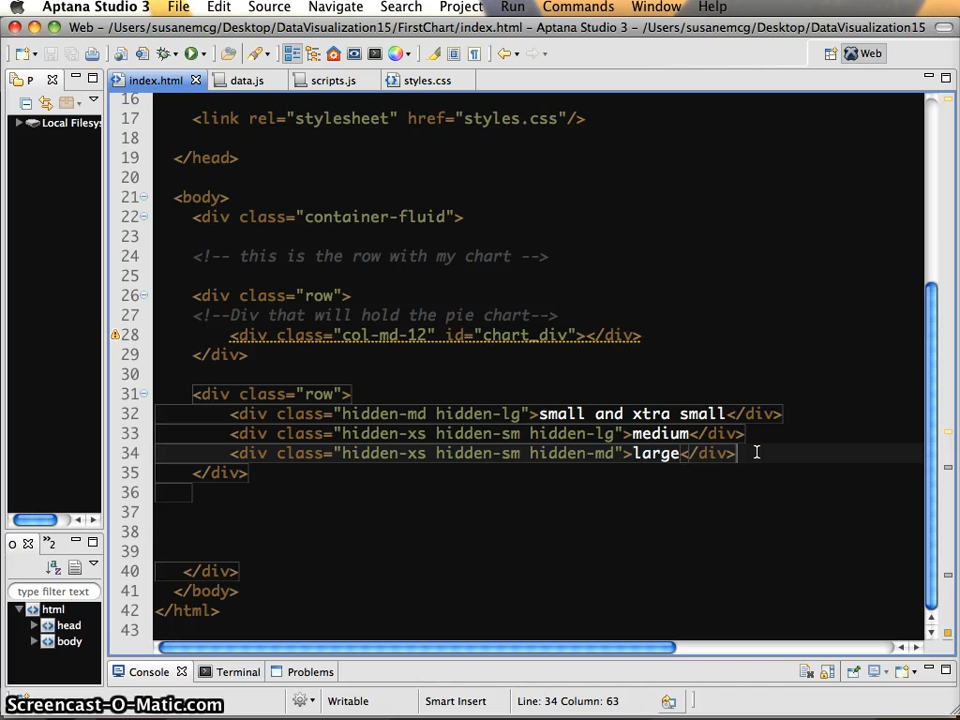 Aptana Studio 3 File Edit Source Navigate Search Project Run Commands Window Help
Web – /Users/susanemcg/Desktop/DataVisualization15/FirstChart/index.html – /Users/susanemcg/Desktop/DataVisualization15
Web
P
index.html data.js scripts.js styles.css
Local Filesys
16
17 <link rel="stylesheet" href="styles.css"/>
18
19 </head>
20
21 <body>
22 <div class="container-fluid">
23
24 <!-- this is the row with my chart -->
25
26 <div class="row">
27 <!--Div that will hold the pie chart-->
28 <div class="col-md-12" id="chart_div"></div>
29 </div>
30
31 <div class="row">
32 <div class="hidden-md hidden-lg">small and xtra small</div>
33 <div class="hidden-xs hidden-sm hidden-lg">medium</div>
34 <div class="hidden-xs hidden-sm hidden-md">large</div>
35 </div>
36
37
38
39
40 </div>
41 </body>
42 </html>
43
O »2
type filter text
html
head
body
Console Terminal Problems
Writable Smart Insert Line: 34 Column: 63
Screencast-O-Matic.com